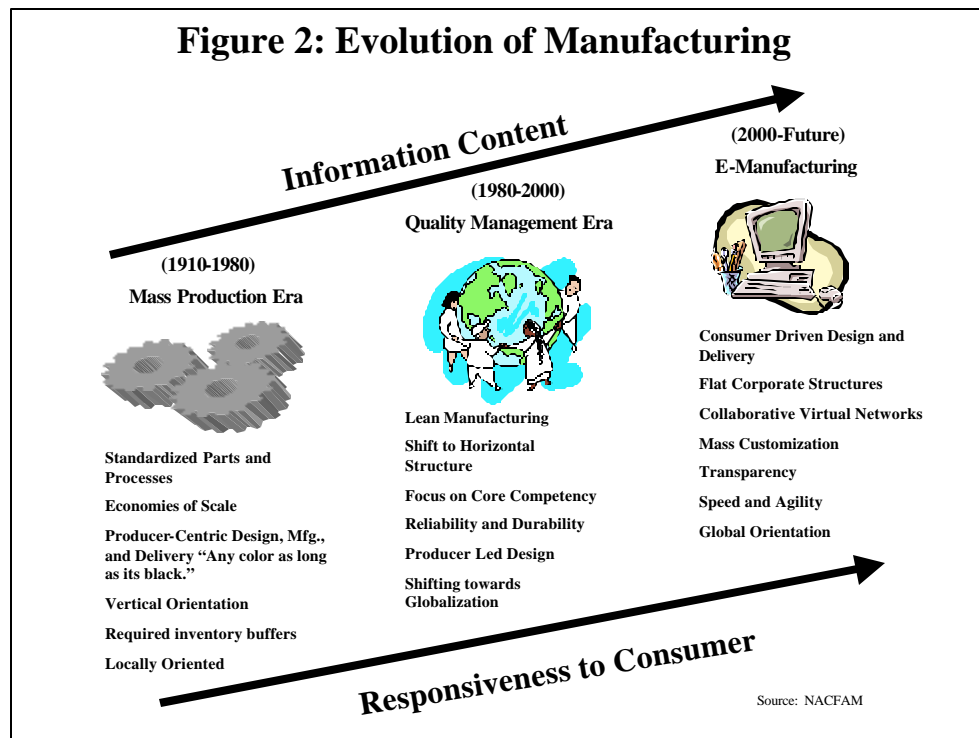 Figure 2: Evolution of Manufacturing
Information Content
(1910-1980)
Mass Production Era
Standardized Parts and
Processes
Economies of Scale
Producer-Centric Design, Mfg.,
and Delivery “Any color as long
as its black.”
Vertical Orientation
Required inventory buffers
Locally Oriented
(1980-2000)
Quality Management Era
Lean Manufacturing
Shift to Horizontal
Structure
Focus on Core Competency
Reliability and Durability
Producer Led Design
Shifting towards
Globalization
(2000-Future)
E-Manufacturing
Consumer Driven Design and
Delivery
Flat Corporate Structures
Collaborative Virtual Networks
Mass Customization
Transparency
Speed and Agility
Global Orientation
Responsiveness to Consumer
Source: NACFAM